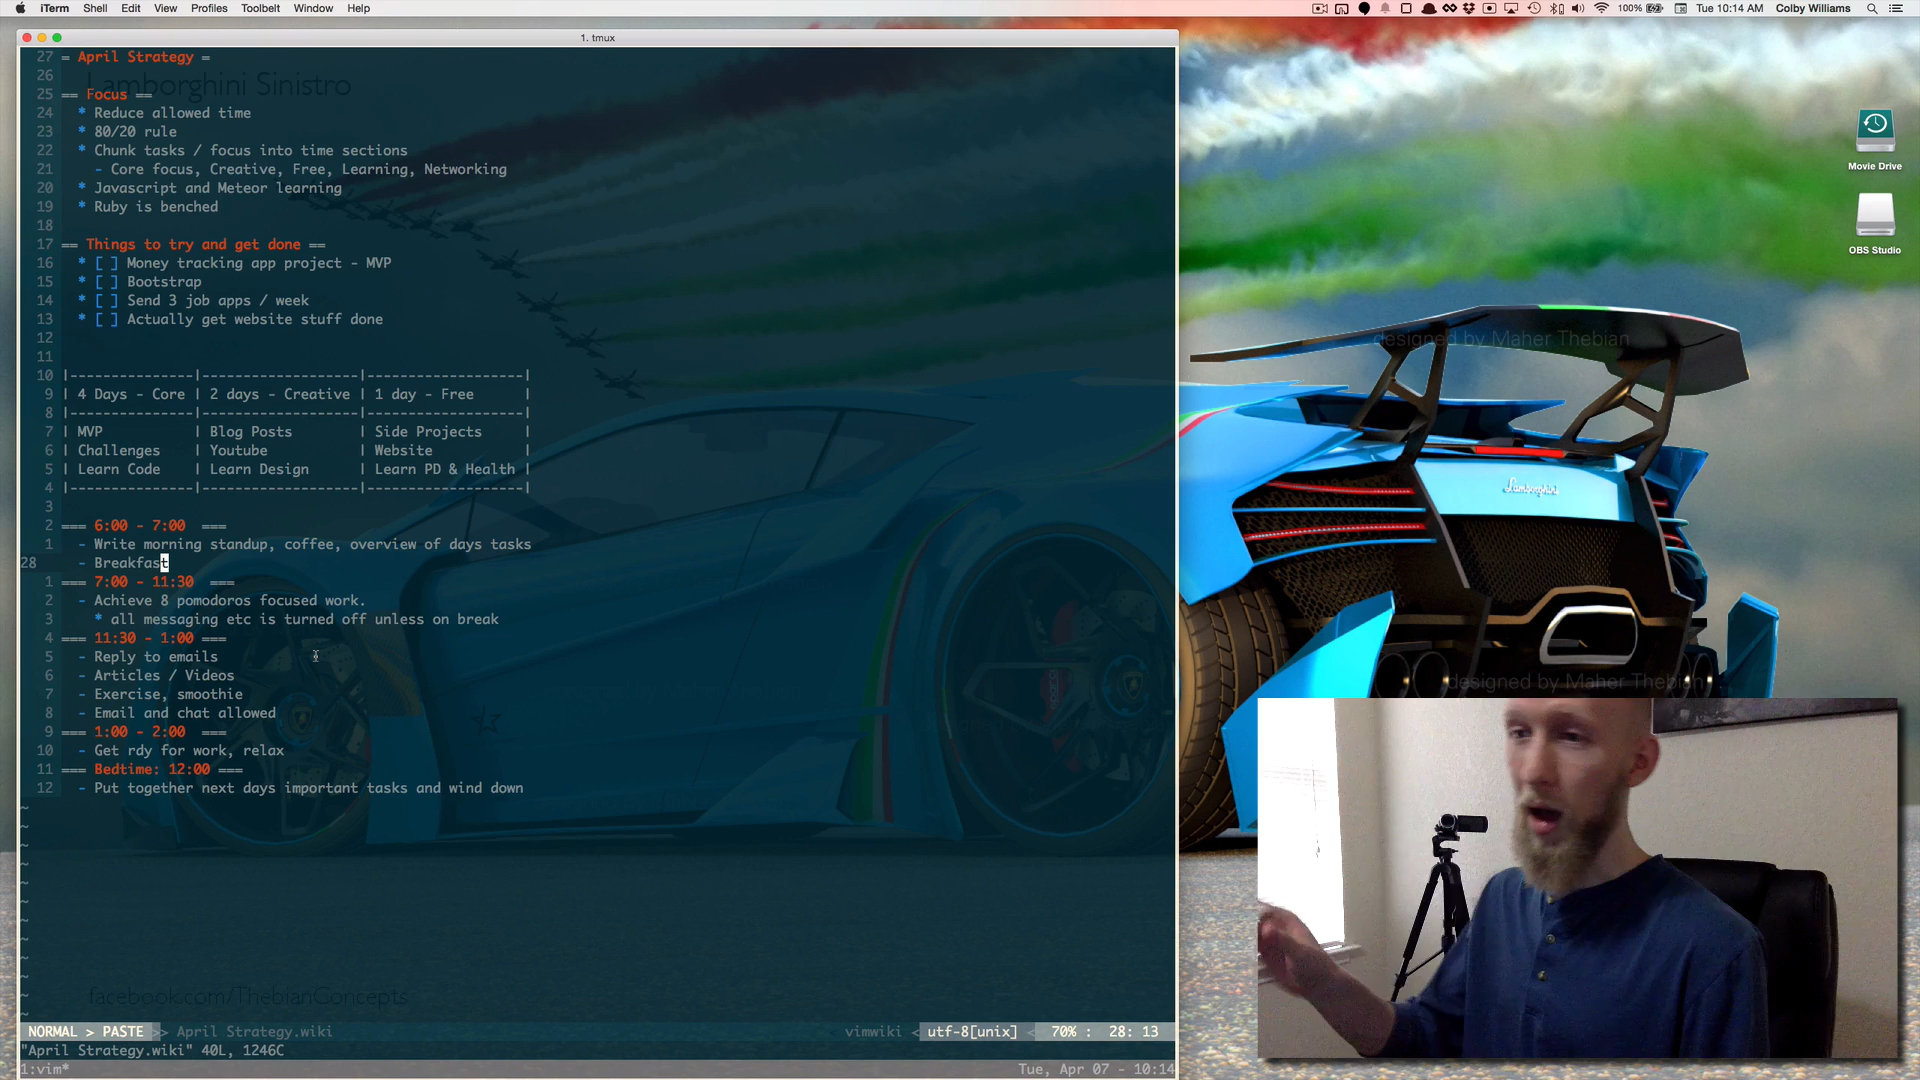 iTerm Shell Edit View Profiles Toolbelt Window Help
100% Tue 10:14 AM Colby Williams
1. tmux
27 = April Strategy =
Lamborghini Sinistro
26
25 == Focus ==
24 * Reduce allowed time
23 * 80/20 rule
22 * Chunk tasks / focus into time sections
21 - Core focus, Creative, Free, Learning, Networking
20 * Javascript and Meteor learning
19 * Ruby is benched
18
17 == Things to try and get done ==
16 * [ ] Money tracking app project - MVP
15 * [ ] Bootstrap
14 * [ ] Send 3 job apps / week
13 * [ ] Actually get website stuff done
12
11
10 |---------------|-------------------|-------------------|
9 | 4 Days - Core | 2 days - Creative | 1 day - Free |
8 |---------------|-------------------|-------------------|
7 | MVP | Blog Posts | Side Projects |
6 | Challenges | Youtube | Website |
5 | Learn Code | Learn Design | Learn PD & Health |
4 |---------------|-------------------|-------------------|
3
2 === 6:00 - 7:00 ===
1 - Write morning standup, coffee, overview of days tasks
28 - Breakfast
1 === 7:00 - 11:30 ===
2 - Achieve 8 pomodoros focused work.
3 * all messaging etc is turned off unless on break
4 === 11:30 - 1:00 ===
5 - Reply to emails
6 - Articles / Videos
7 - Exercise, smoothie
8 - Email and chat allowed
9 === 1:00 - 2:00 ===
10 - Get rdy for work, relax
11 === Bedtime: 12:00 ===
12 - Put together next days important tasks and wind down
~
~
~
~
~
~
~
~
~
~
~
~
facebook.com/ThebianConcepts
NORMAL > PASTE >> April Strategy.wiki vimwiki < utf-8[unix] < 70% : 28: 13
"April Strategy.wiki" 40L, 1246C
1:vim* Tue, Apr 07 - 10:14
Movie Drive
OBS Studio
designed by Maher Thebian
Lamborghini
designed by Maher Thebian